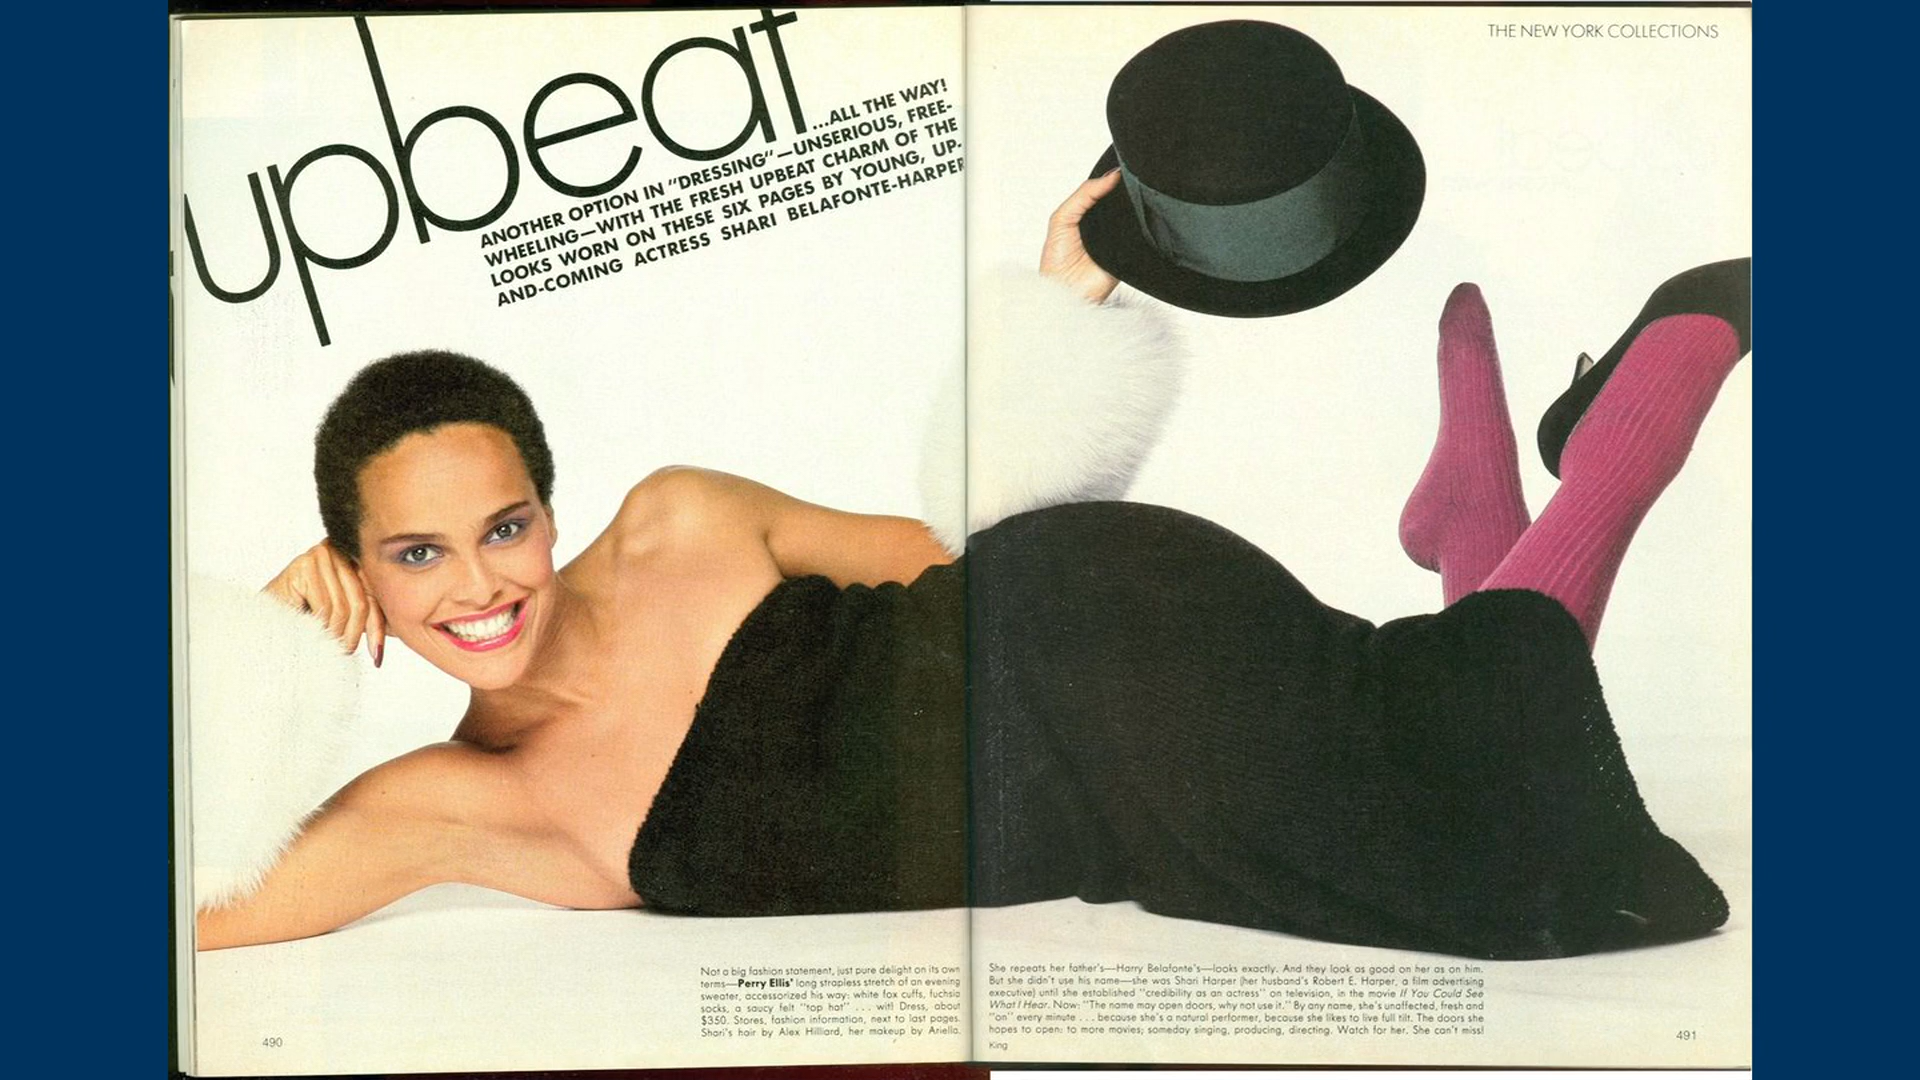 upbeat
...ALL THE WAY!
ANOTHER OPTION IN "DRESSING"—UNSERIOUS, FREE-
WHEELING—WITH THE FRESH UPBEAT CHARM OF THE
LOOKS WORN ON THESE SIX PAGES BY YOUNG, UP-
AND-COMING ACTRESS SHARI BELAFONTE-HARPER
THE NEW YORK COLLECTIONS
Not a big fashion statement, just pure delight on its own
terms—Perry Ellis' long strapless stretch of an evening
sweater, accessorized his way: white fox cuffs, fuchsia
socks, a saucy felt "top hat" . . . wit! Dress, about
$350. Stores, fashion information, next to last pages.
Shari's hair by Alex Hilliard, her makeup by Ariella.
490
She repeats her father's—Harry Belafonte's—looks exactly. And they look as good on her as on him.
But she didn't use his name—she was Shari Harper (her husband's Robert E. Harper, a film advertising
executive) until she established "credibility as an actress" on television, in the movie If You Could See
What I Hear. Now: "The name may open doors, why not use it." By any name, she's unaffected, fresh and
"on" every minute . . . because she's a natural performer, because she likes to live full tilt. The doors she
hopes to open: to more movies; someday singing, producing, directing. Watch for her. She can't miss!
King
491